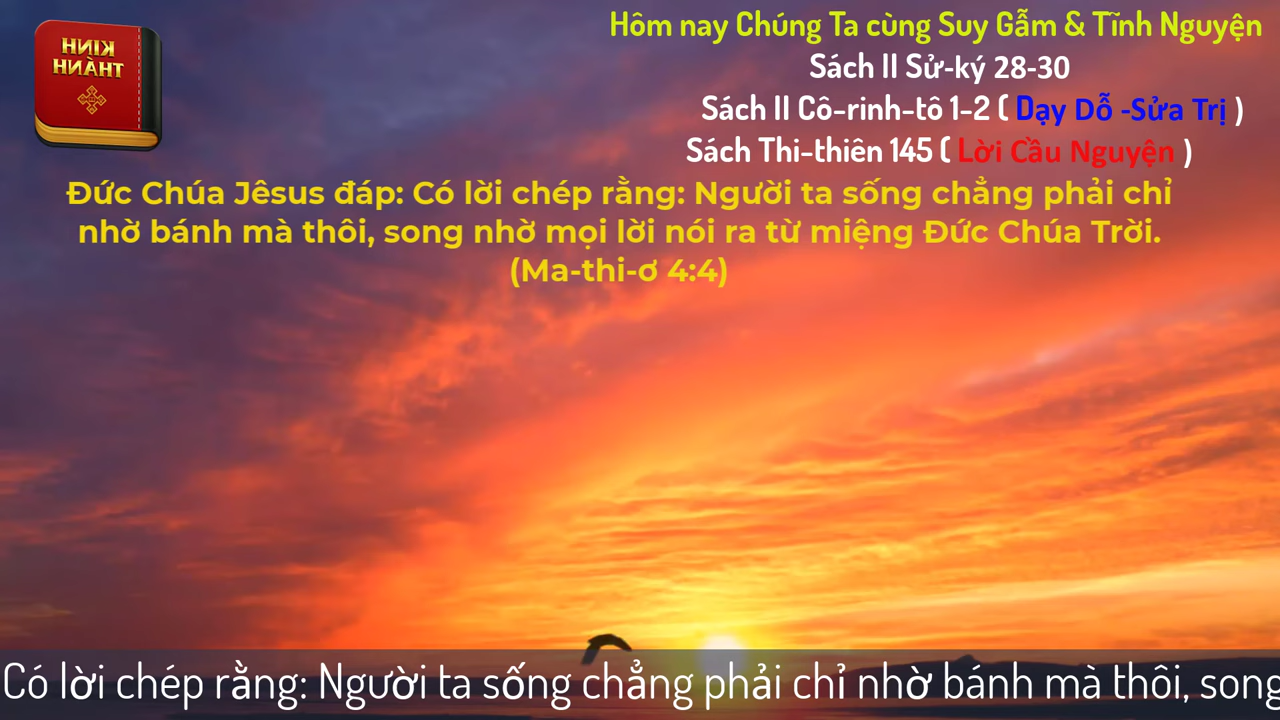 KINH
THÀNH
Hôm nay Chúng Ta cùng Suy Gẫm & Tĩnh Nguyện
Sách II Sử-ký 28-30
Sách II Cô-rinh-tô 1-2 ( Dạy Dỗ -Sửa Trị )
Sách Thi-thiên 145 ( Lời Cầu Nguyện )
Đức Chúa Jêsus đáp: Có lời chép rằng: Người ta sống chẳng phải chỉ
nhờ bánh mà thôi, song nhờ mọi lời nói ra từ miệng Đức Chúa Trời.
(Ma-thi-ơ 4:4)
Có lời chép rằng: Người ta sống chẳng phải chỉ nhờ bánh mà thôi, song